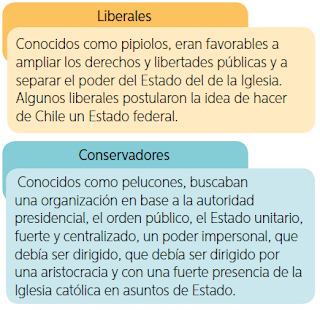 Liberales
Conocidos como pipiolos, eran favorables a
ampliar los derechos y libertades públicas y a
separar el poder del Estado del de la Iglesia.
Algunos liberales postularon la idea de hacer
de Chile un Estado federal.
Conservadores
Conocidos como pelucones, buscaban
una organización en base a la autoridad
presidencial, el orden público, el Estado unitario,
fuerte y centralizado, un poder impersonal, que
debía ser dirigido, que debía ser dirigido por
una aristocracia y con una fuerte presencia de la
Iglesia católica en asuntos de Estado.